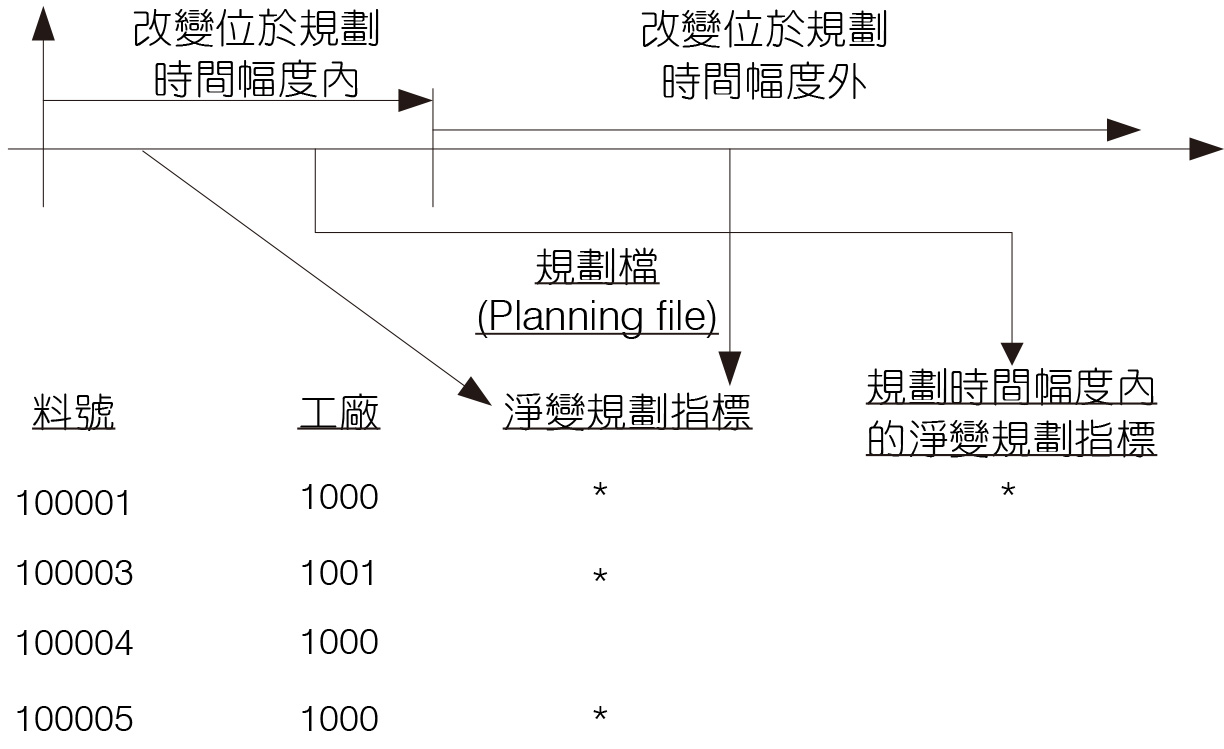 改變位於規劃
時間幅度內
改變位於規劃
時間幅度外
規劃檔
(Planning file)
料號 工廠 淨變規劃指標 規劃時間幅度內
的淨變規劃指標
100001 1000 * *
100003 1001 *
100004 1000
100005 1000 *